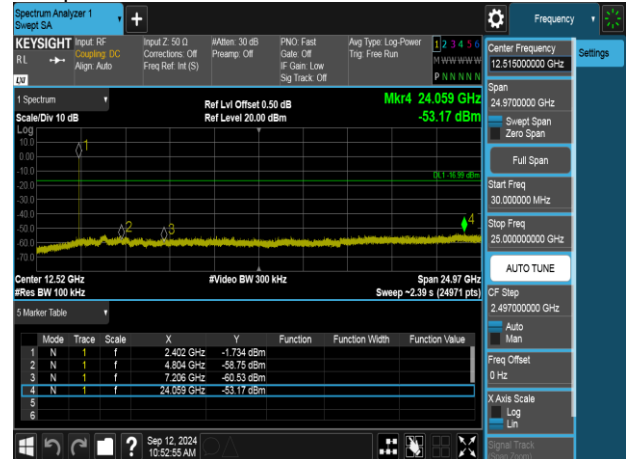 Spectrum Analyzer 1
Swept SA
+
Frequency
KEYSIGHT
RL
Input: RF
Coupling: DC
Align: Auto
Input Z: 50 Ω
Corrections: Off
Freq Ref: Int (S)
#Atten: 30 dB
Preamp: Off
PNO: Fast
Gate: Off
IF Gain: Low
Sig Track: Off
Avg Type: Log-Power
Trig: Free Run
1 2 3 4 5 6
M W W W W W
P N N N N N
LXI
1 Spectrum
Scale/Div 10 dB
Ref Lvl Offset 0.50 dB
Ref Level 20.00 dBm
Mkr4 24.059 GHz
-53.17 dBm
Log
10.0
0.00
-10.0
-20.0
-30.0
-40.0
-50.0
-60.0
-70.0
1
2
3
4
DL1 -16.99 dBm
Center 12.52 GHz
#Res BW 100 kHz
#Video BW 300 kHz
Span 24.97 GHz
Sweep ~2.39 s (24971 pts)
5 Marker Table
Mode Trace Scale X Y Function Function Width Function Value
1 N 1 f 2.402 GHz -1.734 dBm
2 N 1 f 4.804 GHz -58.75 dBm
3 N 1 f 7.206 GHz -60.53 dBm
4 N 1 f 24.059 GHz -53.17 dBm
5
6
?
Sep 12, 2024
10:52:55 AM
Center Frequency
12.515000000 GHz
Span
24.9700000 GHz
Swept Span
Zero Span
Full Span
Start Freq
30.000000 MHz
Stop Freq
25.000000000 GHz
AUTO TUNE
CF Step
2.497000000 GHz
Auto
Man
Freq Offset
0 Hz
X Axis Scale
Log
Lin
Signal Track
(Span Zoom)
Settings